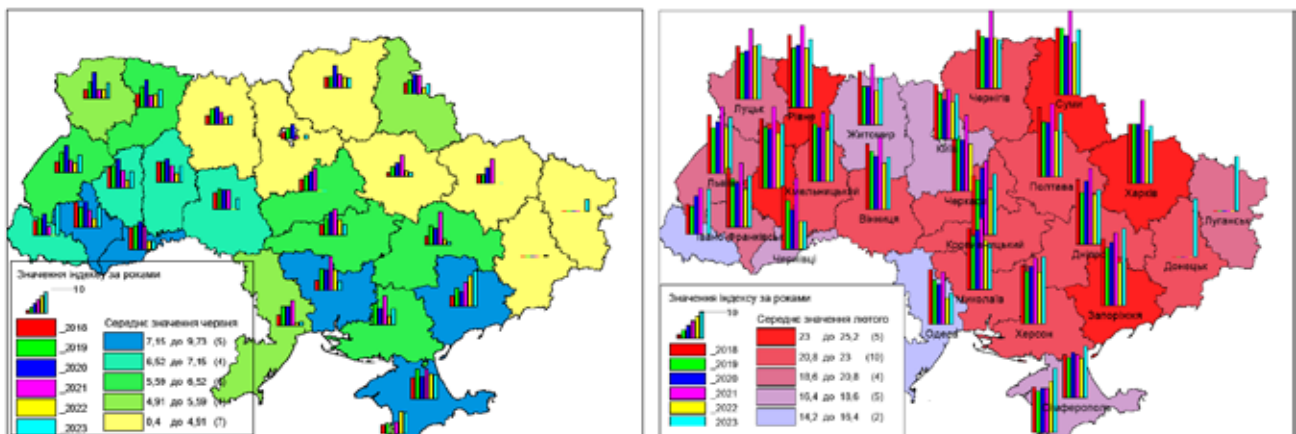 Значення індексу за роками
10
_2018
_2019
_2020
_2021
_2022
_2023
Середнє значення червня
7,15 до 9,73 (5)
6,52 до 7,15 (4)
5,59 до 6,52
4,91 до 5,59
0,4 до 4,91 (7)
Луцьк
Рівне
Житомир
Київ
Чернігів
Суми
Львів
Хмельницький
Вінниця
Черкаси
Полтава
Харків
Луганськ
Івано-Франківськ
Чернівці
Кропивницький
Дніпро
Донецьк
Одеса
Миколаїв
Херсон
Запоріжжя
Сімферополь
Значення індексу за роками
10
_2018
_2019
_2020
_2021
_2022
_2023
Середнє значення лютого
23 до 25,2 (5)
20,8 до 23 (10)
18,6 до 20,8 (4)
16,4 до 18,6 (5)
14,2 до 16,4 (2)